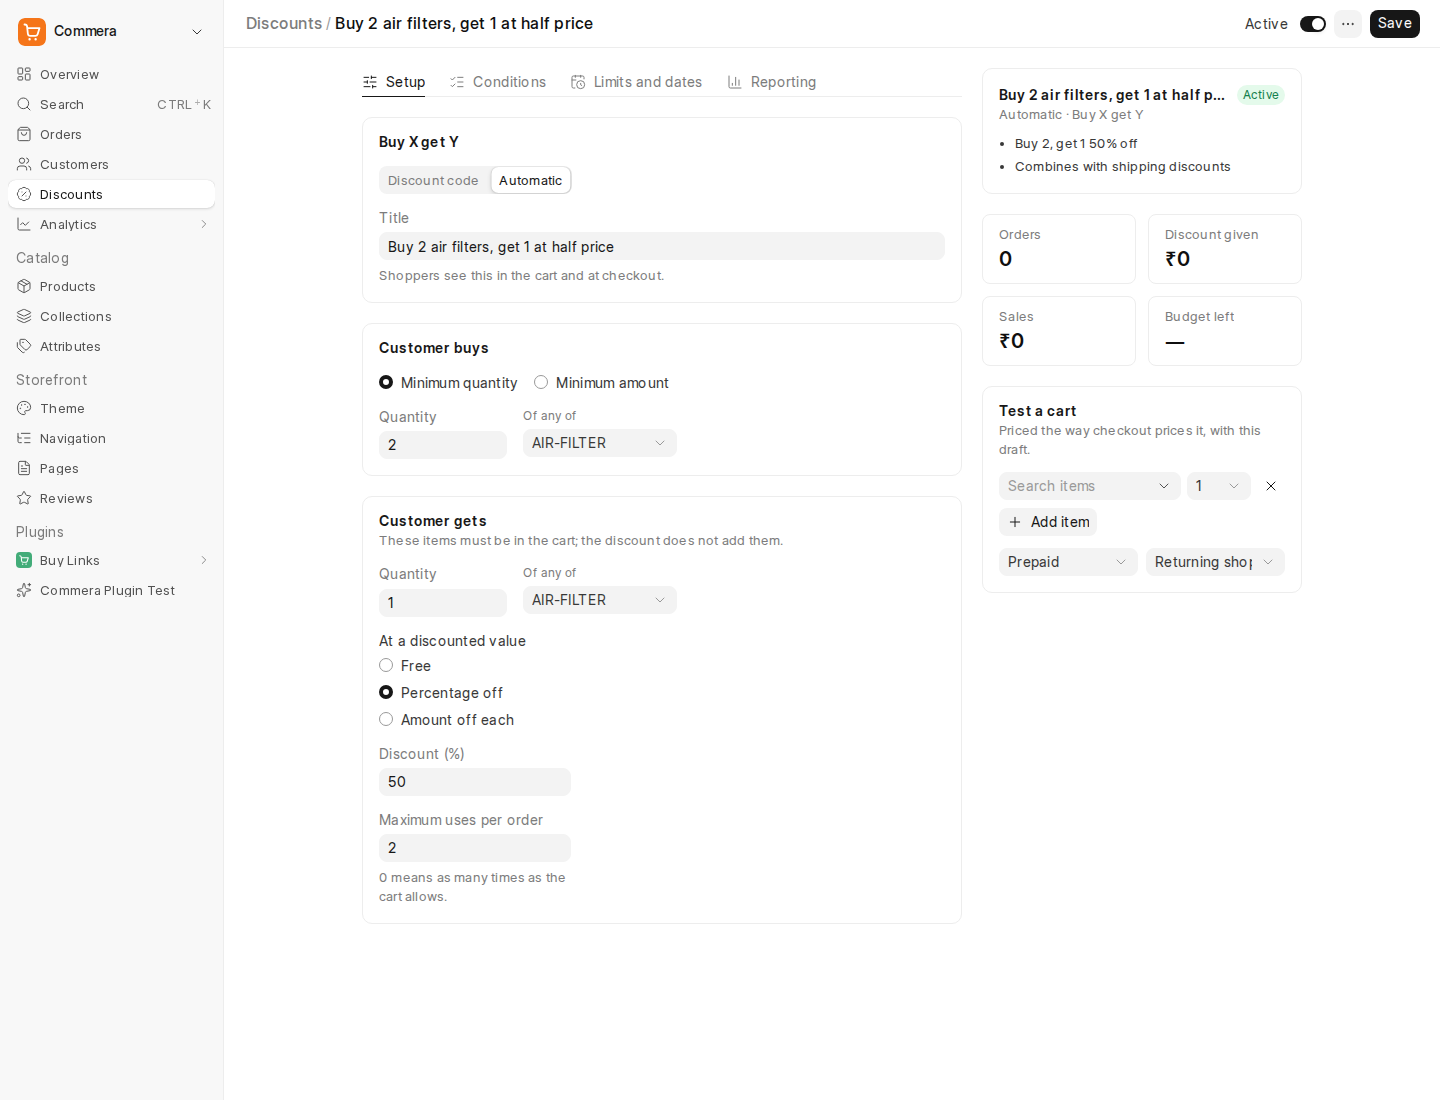 Commera
Overview
Search CTRL + K
Orders
Customers
Discounts
Analytics
Catalog
Products
Collections
Attributes
Storefront
Theme
Navigation
Pages
Reviews
Plugins
Buy Links
Commera Plugin Test
Discounts / Buy 2 air filters, get 1 at half price
Active
Save
Setup
Conditions
Limits and dates
Reporting
Buy X get Y
Discount code
Automatic
Title
Buy 2 air filters, get 1 at half price
Shoppers see this in the cart and at checkout.
Customer buys
Minimum quantity
Minimum amount
Quantity
Of any of
2
AIR-FILTER
Customer gets
These items must be in the cart; the discount does not add them.
Quantity
Of any of
1
AIR-FILTER
At a discounted value
Free
Percentage off
Amount off each
Discount (%)
50
Maximum uses per order
2
0 means as many times as the
cart allows.
Buy 2 air filters, get 1 at half p...
Active
Automatic · Buy X get Y
• Buy 2, get 1 50% off
• Combines with shipping discounts
Orders
0
Discount given
₹0
Sales
₹0
Budget left
—
Test a cart
Priced the way checkout prices it, with this
draft.
Search items
1
Add item
Prepaid
Returning shop